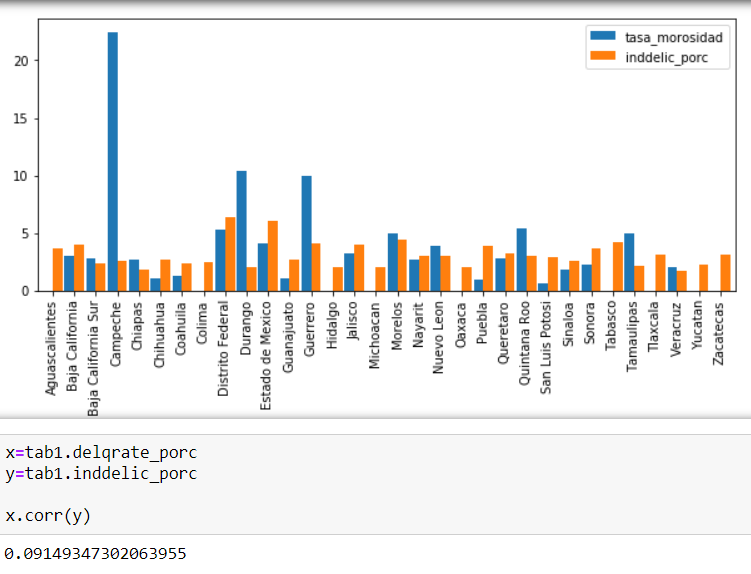 tasa_morosidad
inddelic_porc
20
15
10
5
0
Aguascalientes
Baja California
Baja California Sur
Campeche
Chiapas
Chihuahua
Coahuila
Colima
Distrito Federal
Durango
Estado de Mexico
Guanajuato
Guerrero
Hidalgo
Jalisco
Michoacan
Morelos
Nayarit
Nuevo Leon
Oaxaca
Puebla
Queretaro
Quintana Roo
San Luis Potosi
Sinaloa
Sonora
Tabasco
Tamaulipas
Tlaxcala
Veracruz
Yucatan
Zacatecas
x=tab1.delqrate_porc
y=tab1.inddelic_porc
x.corr(y)
0.09149347302063955